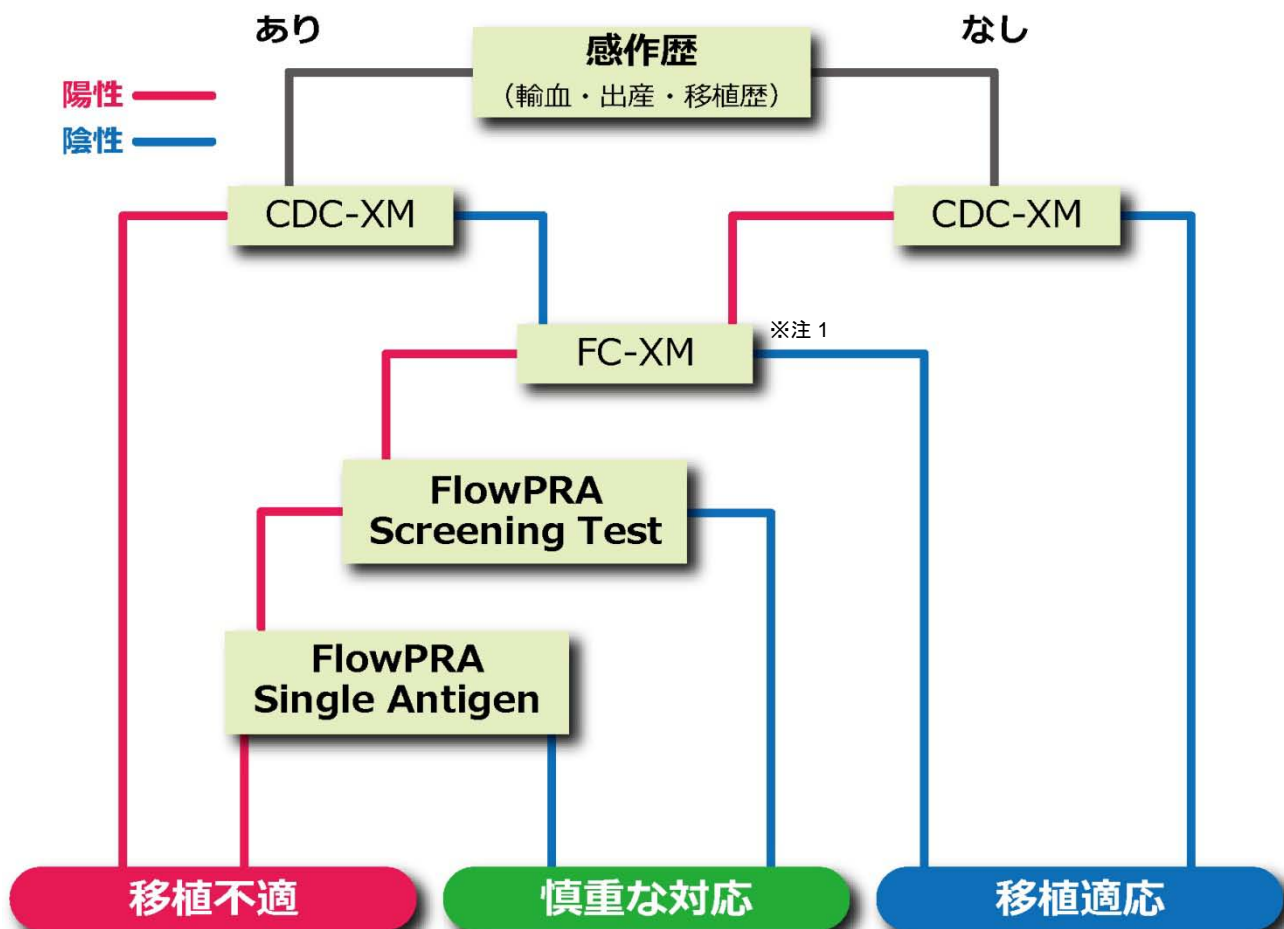 あり
感作歴
なし
（輸血・出産・移植歴）
陽性
陰性
CDC-XM
CDC-XM
FC-XM
※注 1
FlowPRA
Screening Test
FlowPRA
Single Antigen
移植不適
慎重な対応
移植適応